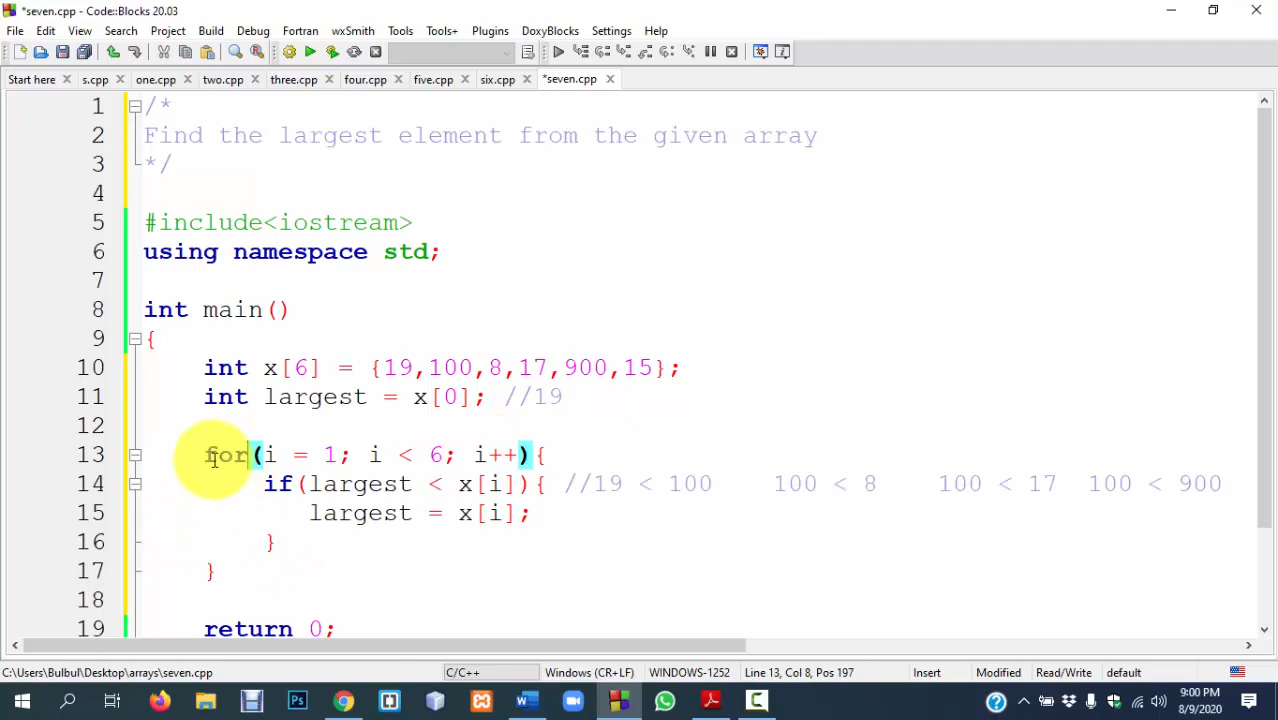 *seven.cpp - Code::Blocks 20.03
File Edit View Search Project Build Debug Fortran wxSmith Tools Tools+ Plugins DoxyBlocks Settings Help
Start here s.cpp one.cpp two.cpp three.cpp four.cpp five.cpp six.cpp *seven.cpp
1 /*
2 Find the largest element from the given array
3 */
4
5 #include<iostream>
6 using namespace std;
7
8 int main()
9 {
10 int x[6] = {19,100,8,17,900,15};
11 int largest = x[0]; //19
12
13 for(i = 1; i < 6; i++){
14 if(largest < x[i]){ //19 < 100 100 < 8 100 < 17 100 < 900
15 largest = x[i];
16 }
17 }
18
19 return 0;
C:\Users\Bulbul\Desktop\arrays\seven.cpp C/C++ Windows (CR+LF) WINDOWS-1252 Line 13, Col 8, Pos 197 Insert Modified Read/Write default
9:00 PM
8/9/2020